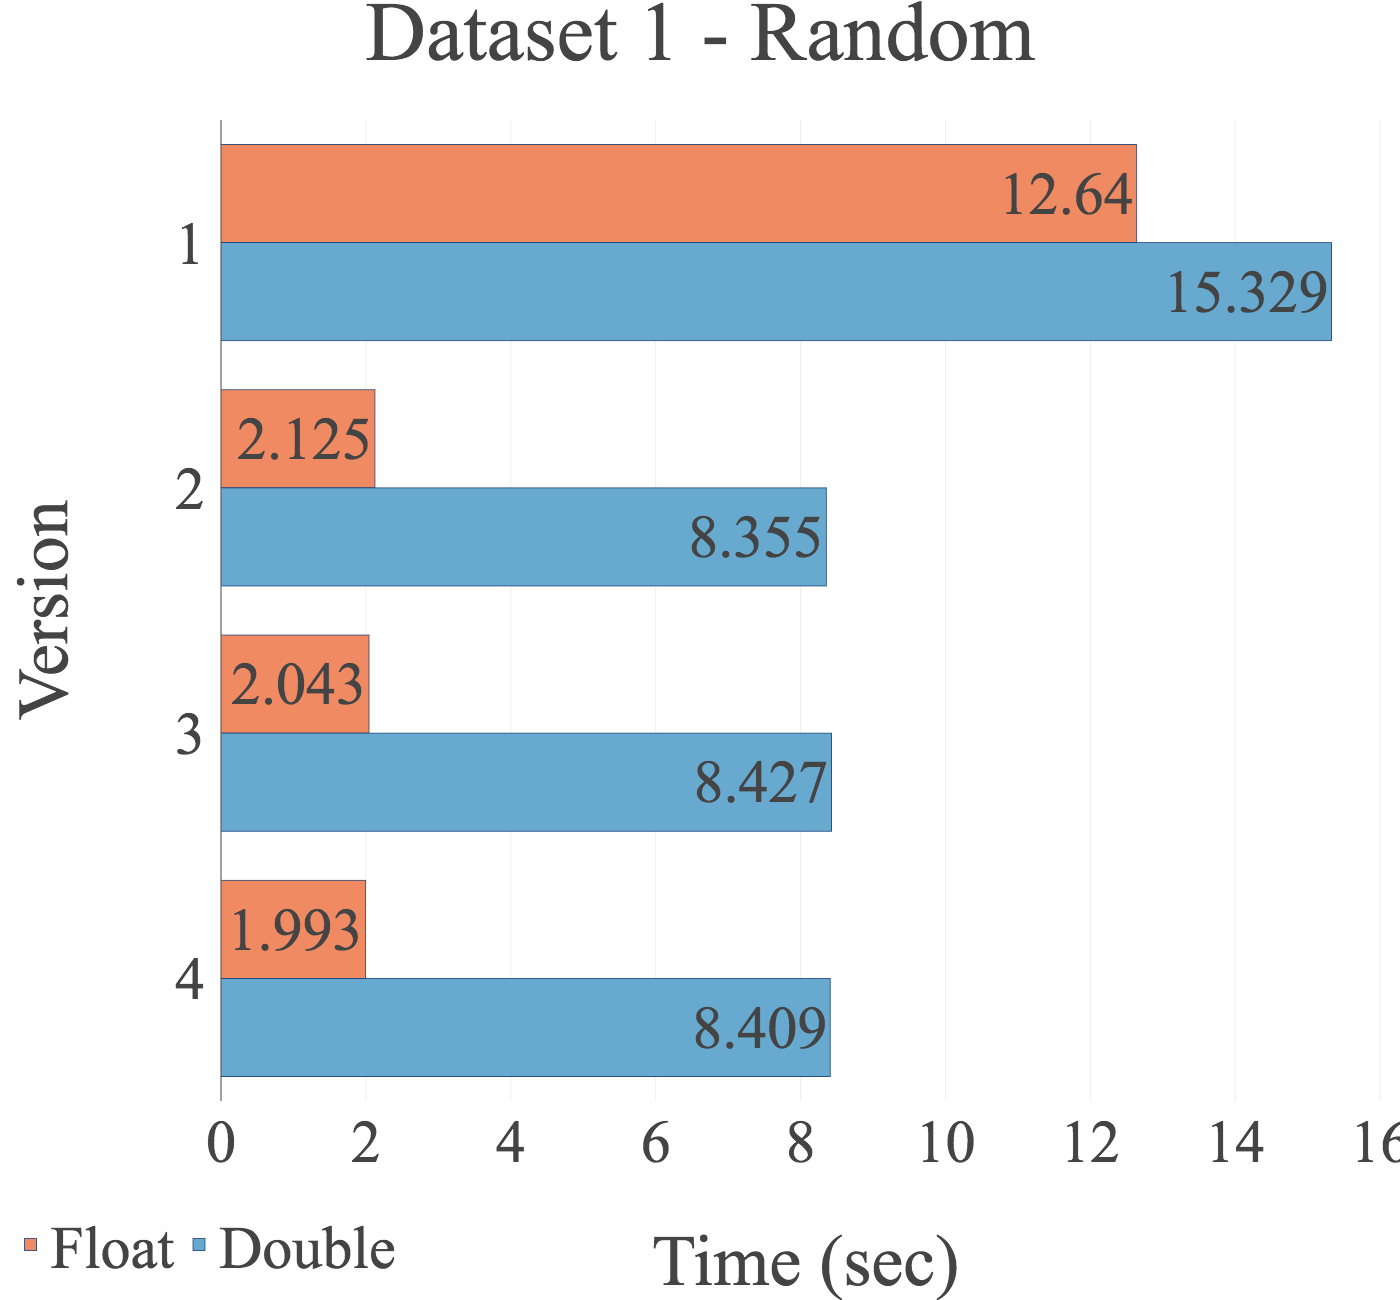 Dataset 1 - Random
Version
1
12.64
15.329
2
2.125
8.355
3
2.043
8.427
4
1.993
8.409
0 2 4 6 8 10 12 14 16
Float Double
Time (sec)